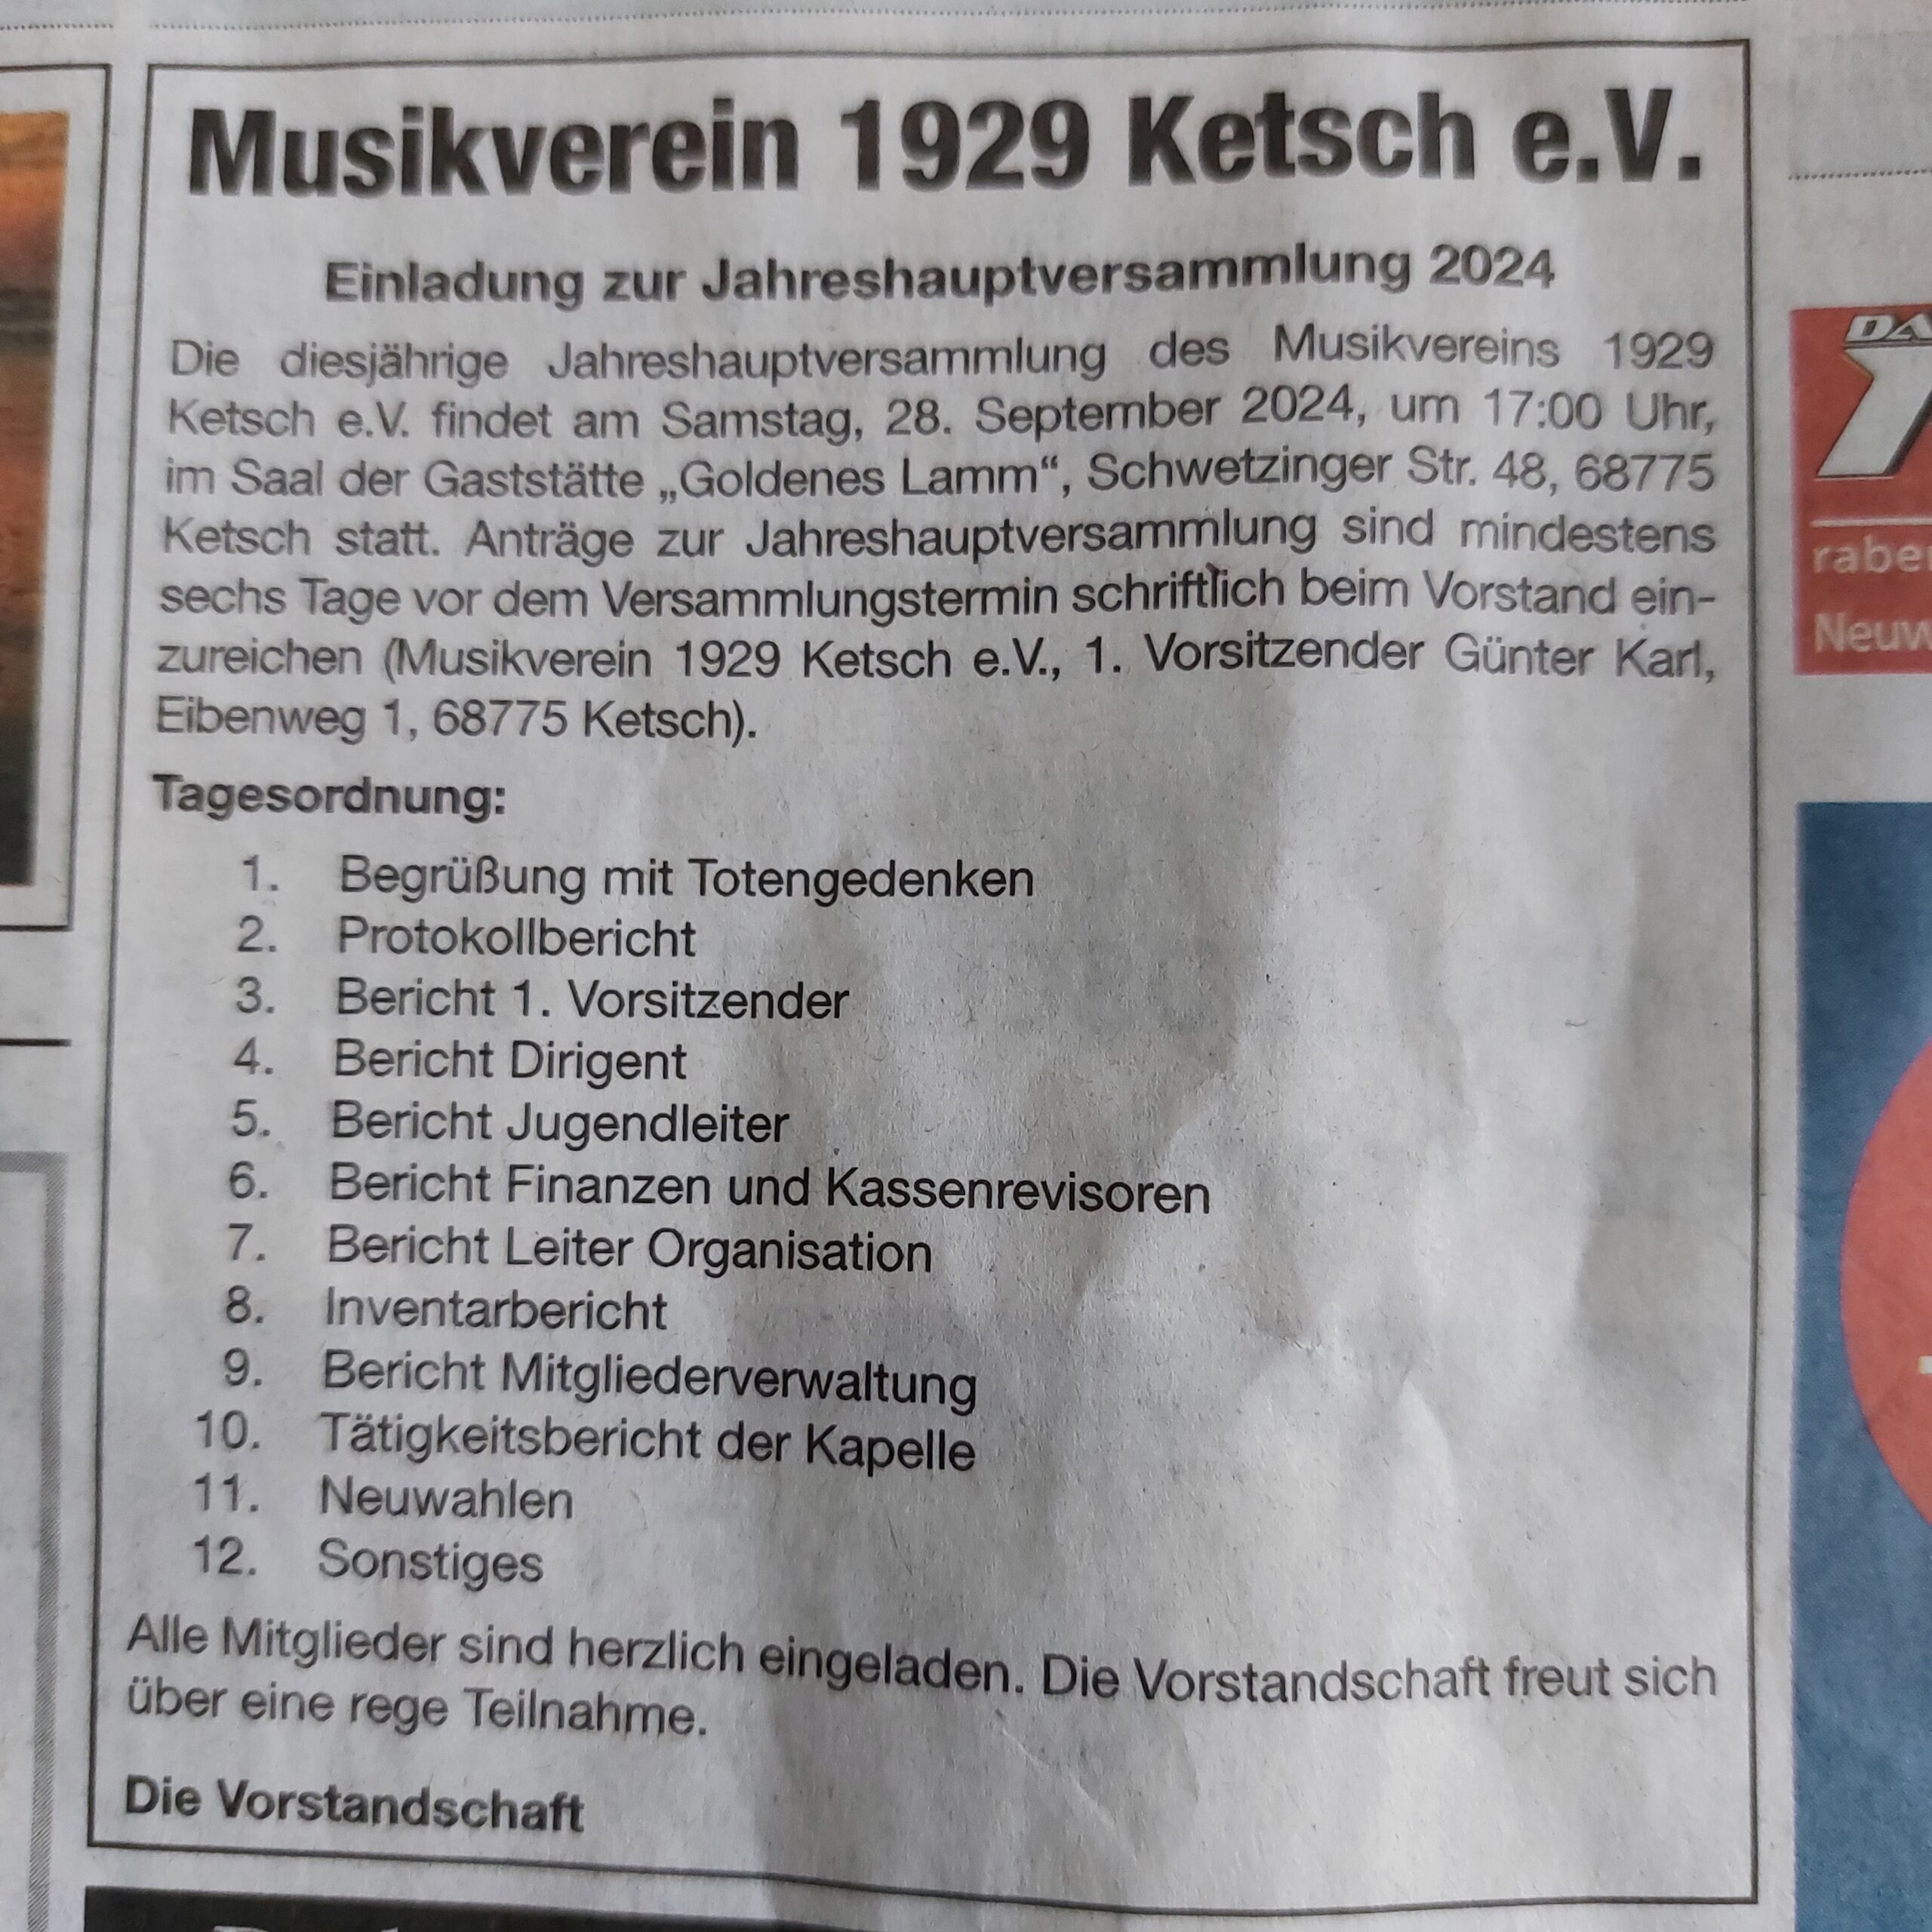 Musikverein 1929 Ketsch e.V.
Einladung zur Jahreshauptversammlung 2024
Die diesjährige Jahreshauptversammlung des Musikvereins 1929
Ketsch e.V. findet am Samstag, 28. September 2024, um 17:00 Uhr,
im Saal der Gaststätte „Goldenes Lamm“, Schwetzinger Str. 48, 68775
Ketsch statt. Anträge zur Jahreshauptversammlung sind mindestens
sechs Tage vor dem Versammlungstermin schriftlich beim Vorstand ein-
zureichen (Musikverein 1929 Ketsch e.V., 1. Vorsitzender Günter Karl,
Eibenweg 1, 68775 Ketsch).
Tagesordnung:
1. Begrüßung mit Totengedenken
2. Protokollbericht
3. Bericht 1. Vorsitzender
4. Bericht Dirigent
5. Bericht Jugendleiter
6. Bericht Finanzen und Kassenrevisoren
7. Bericht Leiter Organisation
8. Inventarbericht
9. Bericht Mitgliederverwaltung
10. Tätigkeitsbericht der Kapelle
11. Neuwahlen
12. Sonstiges
Alle Mitglieder sind herzlich eingeladen. Die Vorstandschaft freut sich
über eine rege Teilnahme.
Die Vorstandschaft